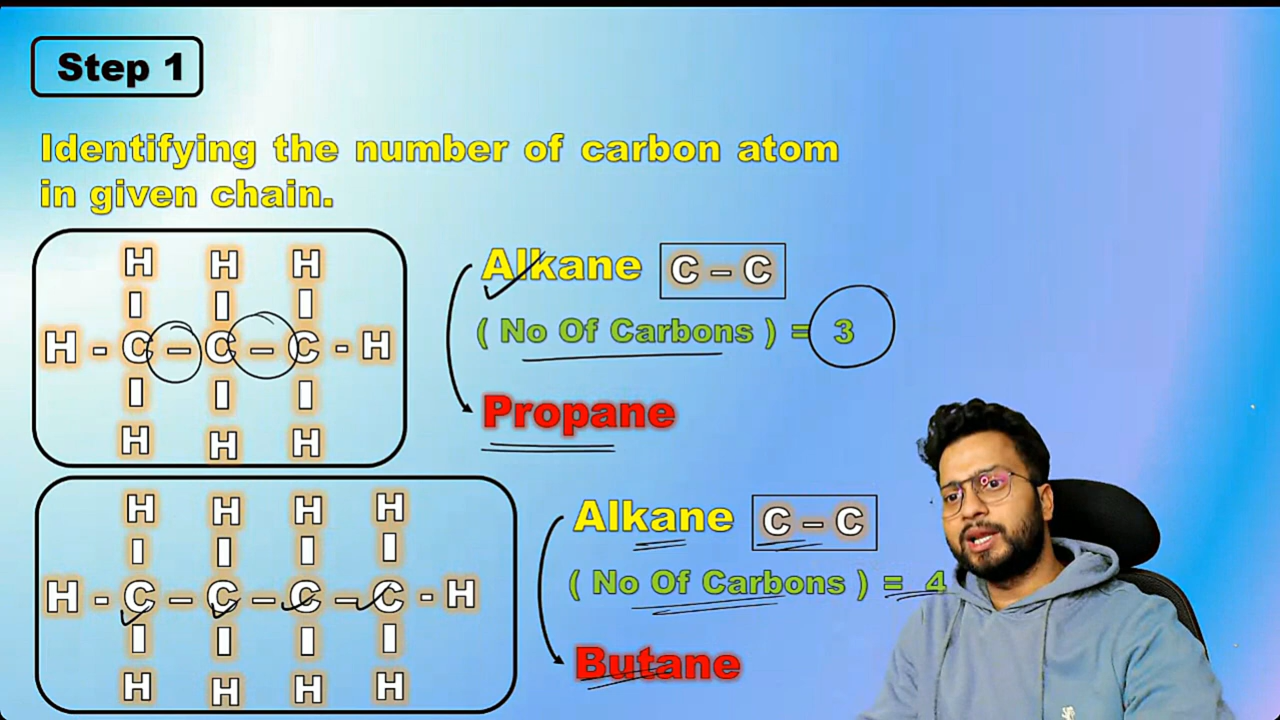 Step 1
Identifying the number of carbon atom
in given chain.
H H H
H - C – C – C - H
H H H
Alkane C – C
( No Of Carbons ) = 3
Propane
H H H H
H - C – C – C – C - H
H H H H
Alkane C – C
( No Of Carbons ) = 4
Butane